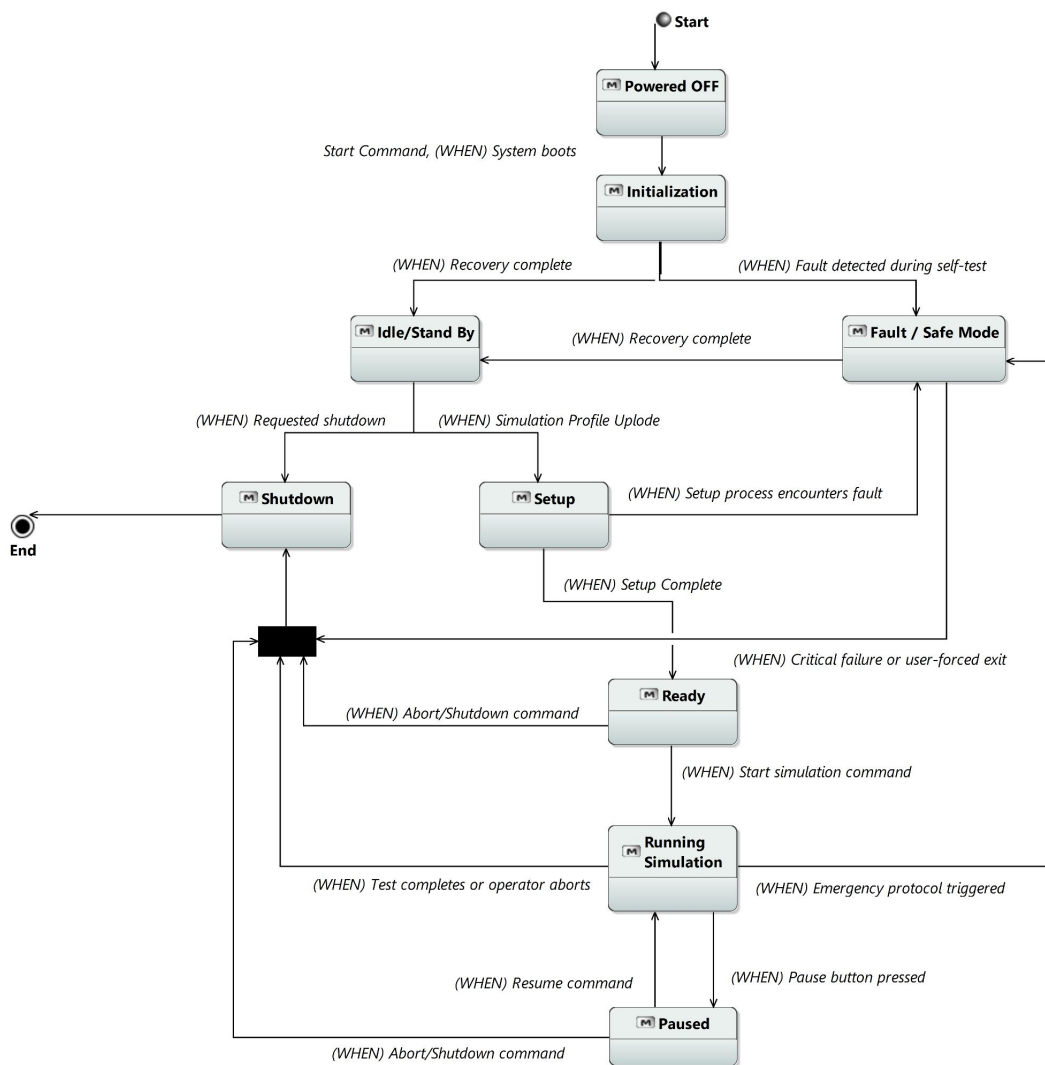 Start
M Powered OFF
Start Command, (WHEN) System boots
M Initialization
(WHEN) Recovery complete
(WHEN) Fault detected during self-test
M Idle/Stand By
(WHEN) Recovery complete
M Fault / Safe Mode
(WHEN) Requested shutdown
(WHEN) Simulation Profile Uplode
M Shutdown
M Setup
(WHEN) Setup process encounters fault
End
(WHEN) Setup Complete
(WHEN) Critical failure or user-forced exit
M Ready
(WHEN) Abort/Shutdown command
(WHEN) Start simulation command
M Running
Simulation
(WHEN) Test completes or operator aborts
(WHEN) Emergency protocol triggered
(WHEN) Resume command
(WHEN) Pause button pressed
M Paused
(WHEN) Abort/Shutdown command